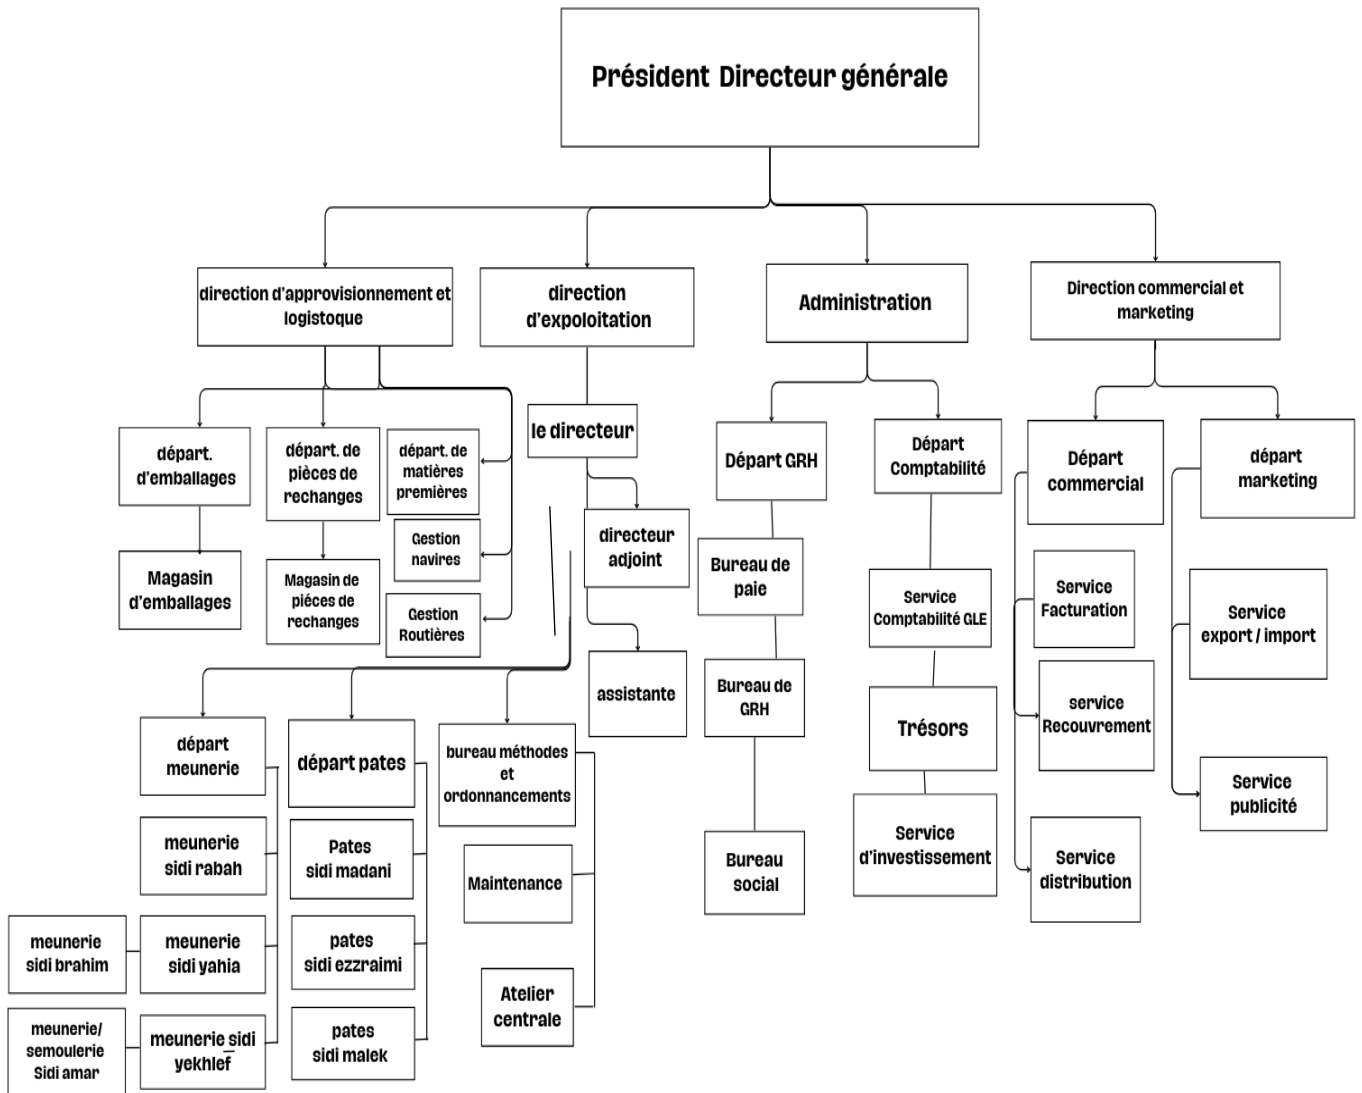 Président Directeur générale
direction d'approvisionnement et
logistoque
direction
d'expoloitation
Administration
Direction commercial et
marketing
départ.
d'emballages
départ. de
pièces de
rechanges
départ. de
matières
premières
le directeur
Départ GRH
Départ
Comptabilité
Départ
commercial
départ
marketing
Magasin
d'emballages
Magasin de
piéces de
rechanges
Gestion
navires
Gestion
Routières
directeur
adjoint
assistante
Bureau de
paie
Bureau de
GRH
Bureau
social
Service
Comptabilité GLE
Trésors
Service
d'investissement
Service
Facturation
service
Recouvrement
Service
distribution
Service
export / import
Service
publicité
départ
meunerie
meunerie
sidi rabah
meunerie
sidi brahim
meunerie
sidi yahia
meunerie/
semoulerie
Sidi amar
meunerie sidi
yekhlef
départ pates
Pates
sidi madani
pates
sidi ezzraimi
pates
sidi malek
bureau méthodes
et
ordonnancements
Maintenance
Atelier
centrale